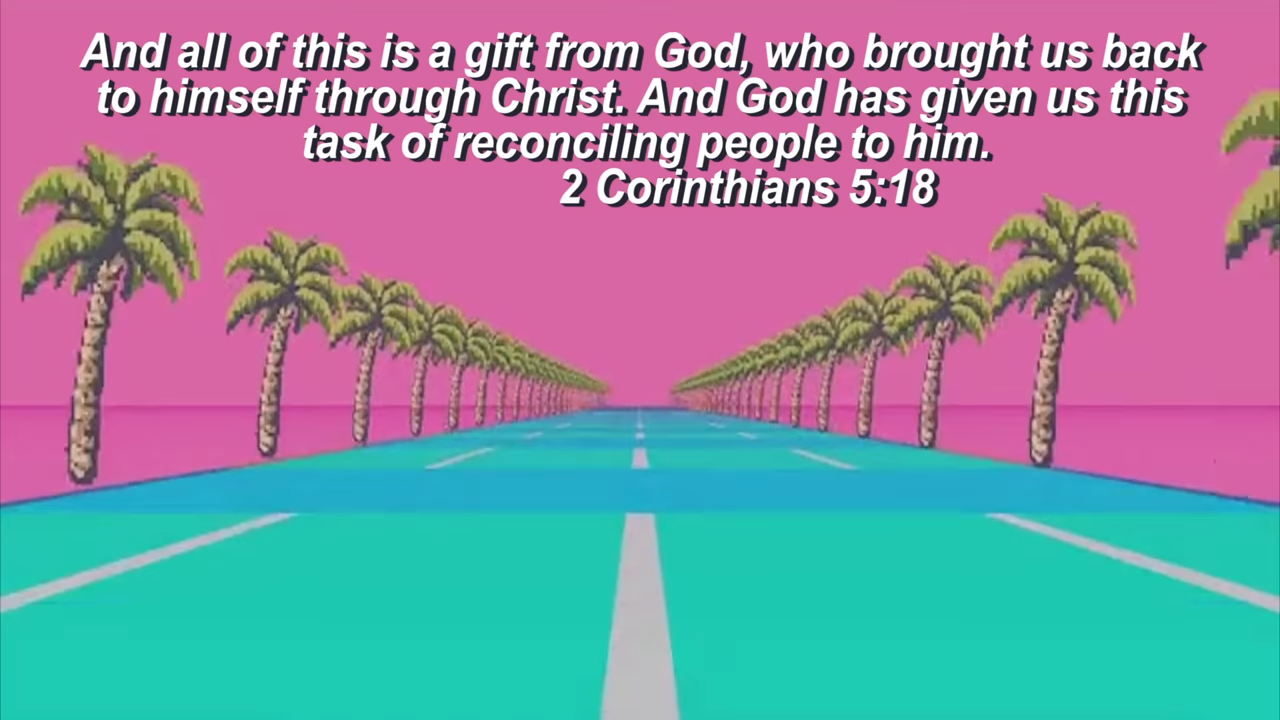 And all of this is a gift from God, who brought us back
to himself through Christ. And God has given us this
task of reconciling people to him.
2 Corinthians 5:18